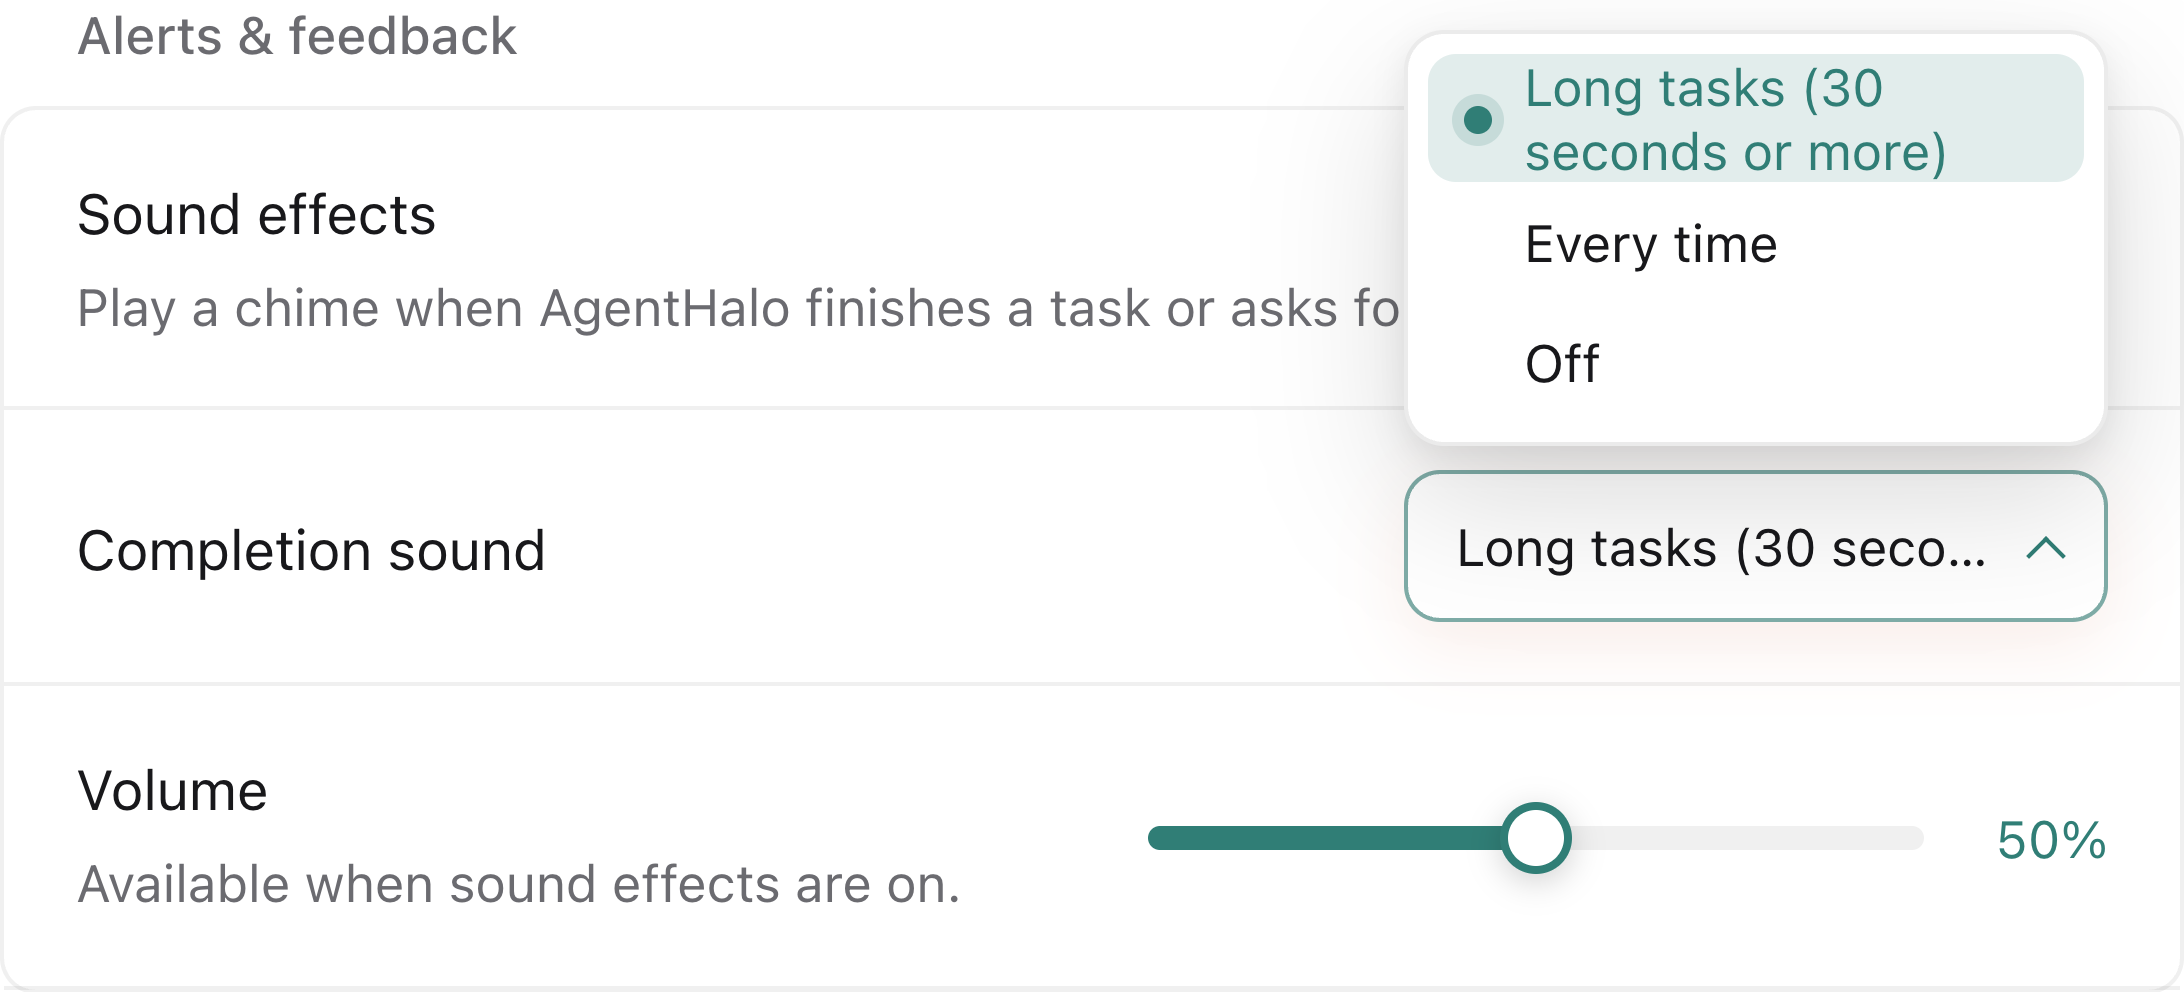 Alerts & feedback
Long tasks (30
seconds or more)
Every time
Off
Sound effects
Play a chime when AgentHalo finishes a task or asks fo
Completion sound
Long tasks (30 seco...
Volume
Available when sound effects are on.
50%